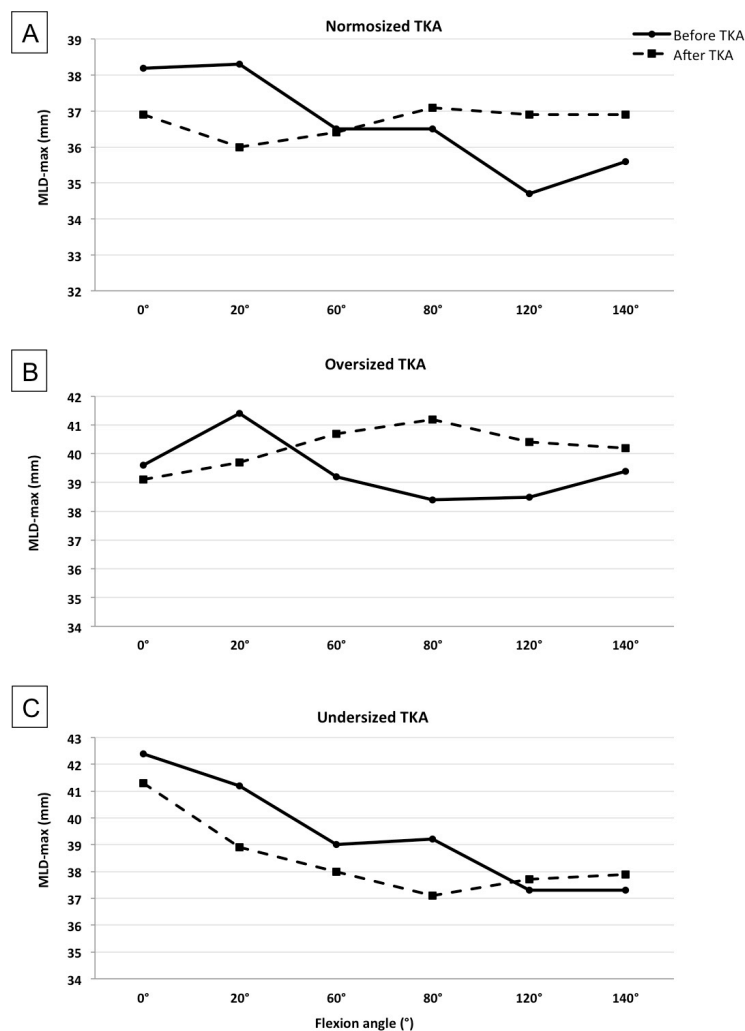 A
Normosized TKA
Before TKA
After TKA
MLD-max (mm)
39
38
37
36
35
34
33
32
0° 20° 60° 80° 120° 140°
B
Oversized TKA
MLD-max (mm)
42
41
40
39
38
37
36
35
34
0° 20° 60° 80° 120° 140°
C
Undersized TKA
MLD-max (mm)
43
42
41
40
39
38
37
36
35
34
0° 20° 60° 80° 120° 140°
Flexion angle (°)